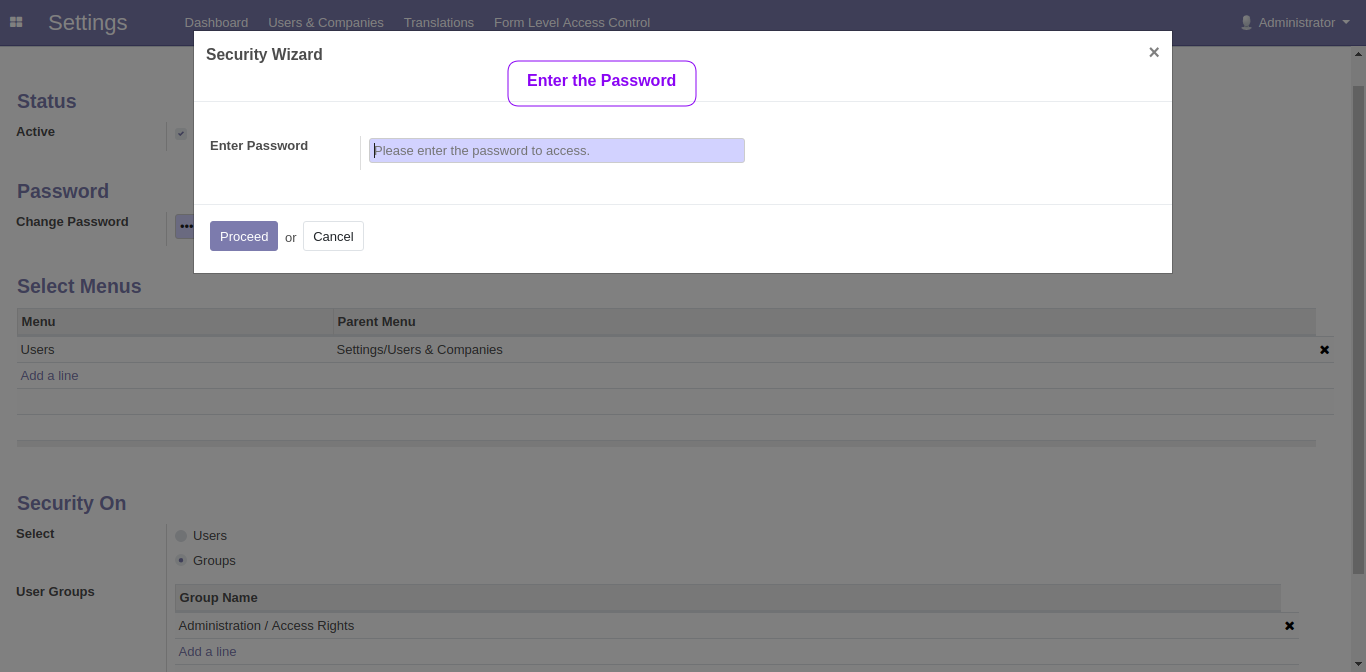 Settings Dashboard Users & Companies Translations Form Level Access Control Administrator
Security Wizard ×
Enter the Password
Enter Password Please enter the password to access.
Proceed or Cancel
Status
Active
Password
Change Password •••
Select Menus
Menu Parent Menu
Users Settings/Users & Companies ✖
Add a line
Security On
Select Users
Groups
User Groups Group Name
Administration / Access Rights ✖
Add a line